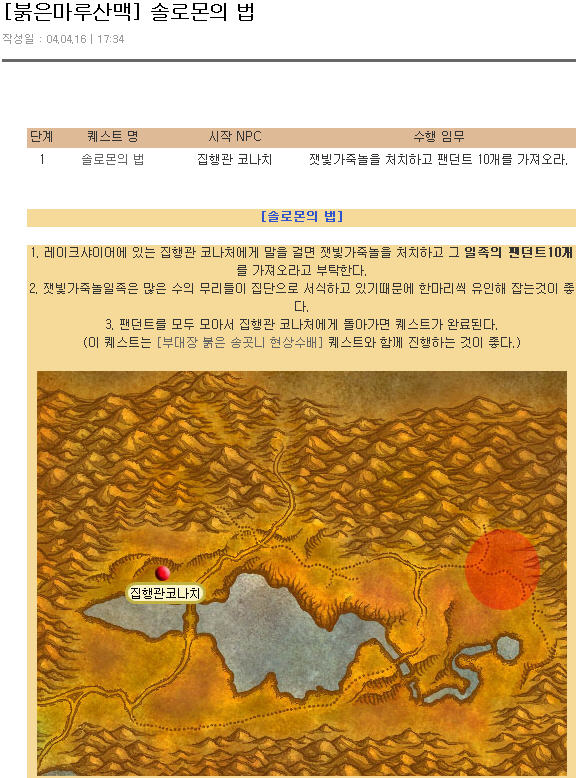 [붉은마루산맥] 솔로몬의 법
작성일 : 04.04.16 | 17:34
단계 퀘스트 명 시작 NPC 수행 임무
1 솔로몬의 법 집행관 코나치 잿빛가죽놀을 처치하고 팬던트 10개를 가져오라.
[솔로몬의 법]
1. 레이크샤이어에 있는 집행관 코나처에게 말을 걸면 잿빛가죽놀을 처치하고 그 일족의 팬던트10개
를 가져오라고 부탁한다.
2. 잿빛가죽놀일족은 많은 수의 무리들이 집단으로 서식하고 있기때문에 한마리씩 유인해 잡는것이 좋
다.
3. 팬던트를 모두 모아서 집행관 코나처에게 돌아가면 퀘스트가 완료된다.
(이 퀘스트는 [부대장 붉은 송곳니 현상수배] 퀘스트와 함께 진행하는 것이 좋다.)
집행관코나치